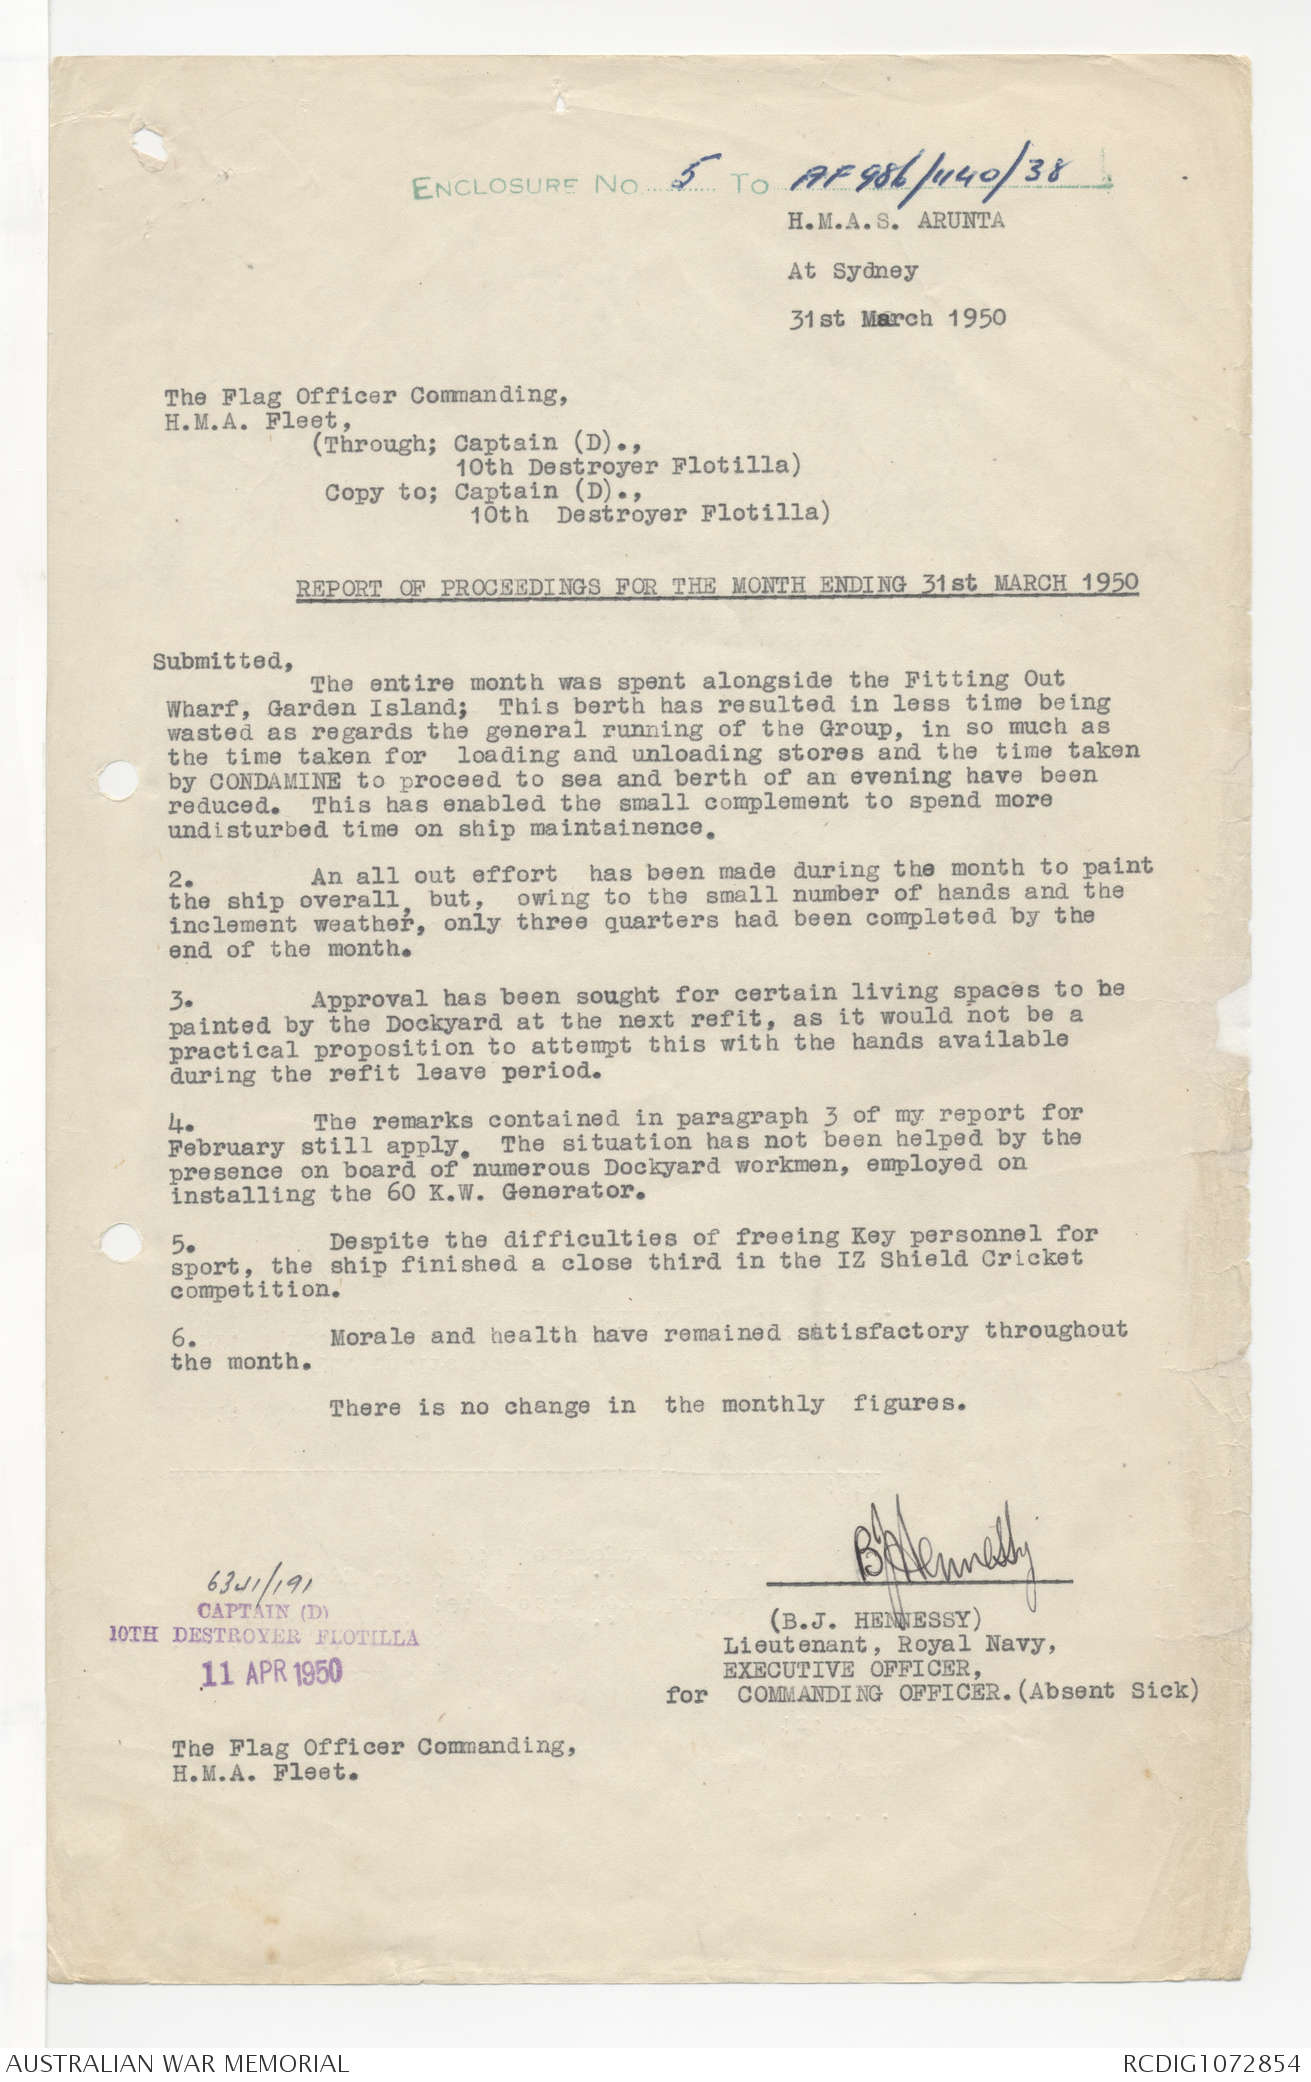 ENCLOSURE No 5 To AF 986/1140/38
H.M.A.S. ARUNTA
At Sydney
31st March 1950
The Flag Officer Commanding,
H.M.A. Fleet,
(Through; Captain (D).,
10th Destroyer Flotilla)
Copy to; Captain (D).,
10th Destroyer Flotilla)
REPORT OF PROCEEDINGS FOR THE MONTH ENDING 31st MARCH 1950
Submitted,
The entire month was spent alongside the Fitting Out
Wharf, Garden Island; This berth has resulted in less time being
wasted as regards the general running of the Group, in so much as
the time taken for loading and unloading stores and the time taken
by CONDAMINE to proceed to sea and berth of an evening have been
reduced. This has enabled the small complement to spend more
undisturbed time on ship maintainence.
2. An all out effort has been made during the month to paint
the ship overall, but, owing to the small number of hands and the
inclement weather, only three quarters had been completed by the
end of the month.
3. Approval has been sought for certain living spaces to be
painted by the Dockyard at the next refit, as it would not be a
practical proposition to attempt this with the hands available
during the refit leave period.
4. The remarks contained in paragraph 3 of my report for
February still apply. The situation has not been helped by the
presence on board of numerous Dockyard workmen, employed on
installing the 60 K.W. Generator.
5. Despite the difficulties of freeing Key personnel for
sport, the ship finished a close third in the IZ Shield Cricket
competition.
6. Morale and health have remained satisfactory throughout
the month.
There is no change in the monthly figures.
BJHennessy
(B.J. HENNESSY)
Lieutenant, Royal Navy,
EXECUTIVE OFFICER,
for COMMANDING OFFICER.(Absent Sick)
CAPTAIN (D)
10TH DESTROYER FLOTILLA
11 APR 1950
The Flag Officer Commanding,
H.M.A. Fleet.
AUSTRALIAN WAR MEMORIAL
RCDIG1072854